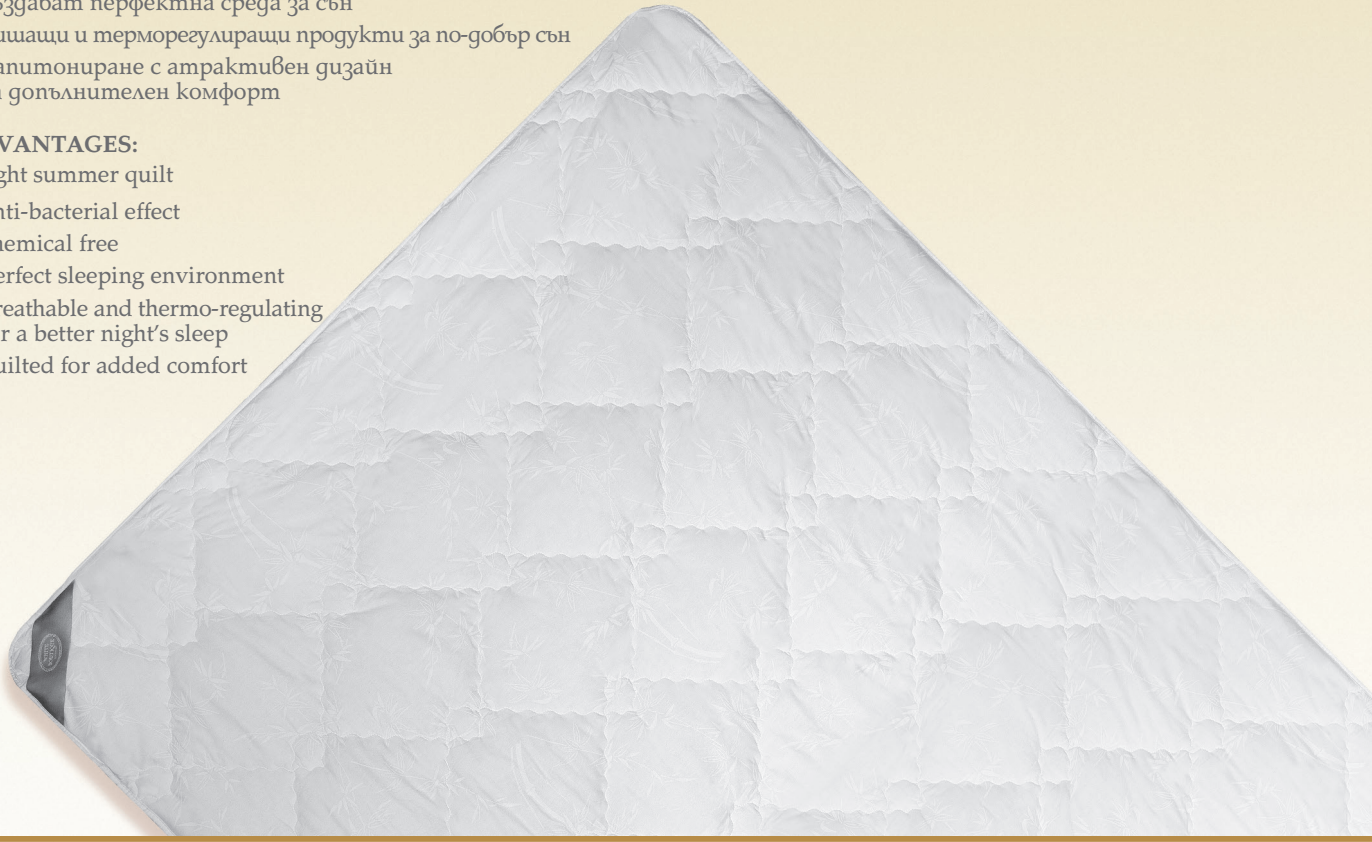 здават перфектна среда за сън
шащи и терморегулиращи продукти за по-добър сън
апитониране с атрактивен дизайн
допълнителен комфорт
VANTAGES:
ght summer quilt
nti-bacterial effect
hemical free
erfect sleeping environment
reathable and thermo-regulating
r a better night's sleep
uilted for added comfort